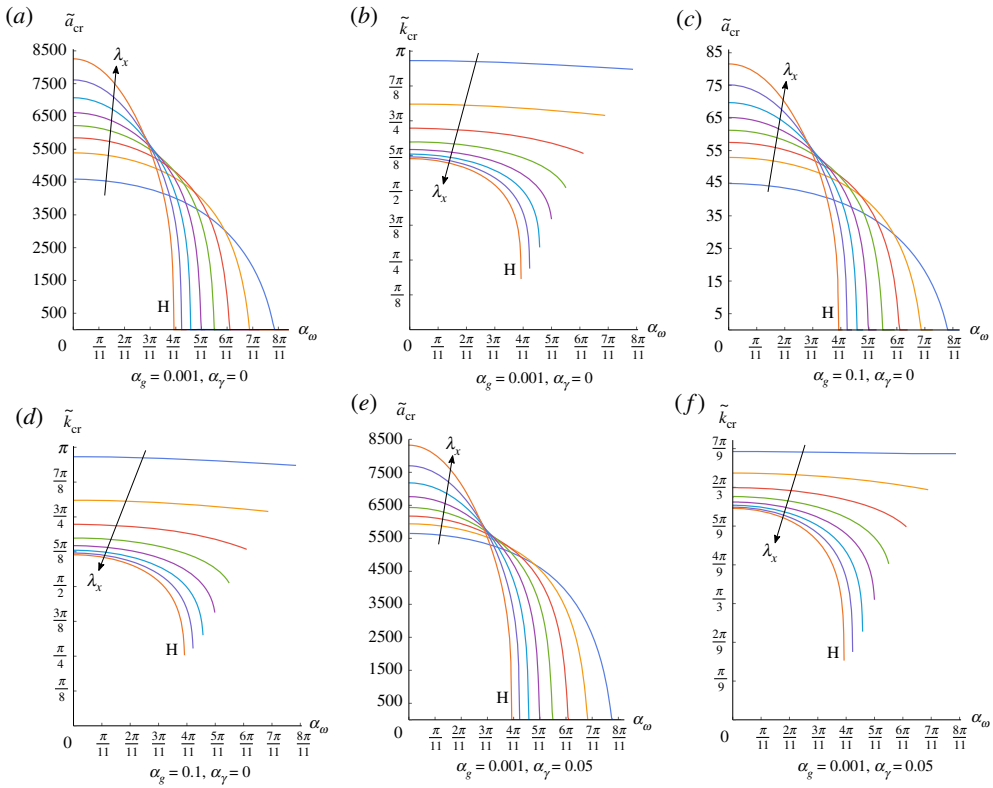 (a)
ã_cr
8500
7500
6500
5500
4500
3500
2500
1500
500
0
λ_x
H
π/11 2π/11 3π/11 4π/11 5π/11 6π/11 7π/11 8π/11
α_ω
α_g = 0.001, α_γ = 0
(b)
k̃_cr
π
7π/8
3π/4
5π/8
π/2
3π/8
π/4
π/8
0
λ_x
H
π/11 2π/11 3π/11 4π/11 5π/11 6π/11 7π/11 8π/11
α_ω
α_g = 0.001, α_γ = 0
(c)
ã_cr
85
75
65
55
45
35
25
15
5
0
λ_x
H
π/11 2π/11 3π/11 4π/11 5π/11 6π/11 7π/11 8π/11
α_ω
α_g = 0.1, α_γ = 0
(d)
k̃_cr
π
7π/8
3π/4
5π/8
π/2
3π/8
π/4
π/8
0
λ_x
H
π/11 2π/11 3π/11 4π/11 5π/11 6π/11 7π/11 8π/11
α_ω
α_g = 0.1, α_γ = 0
(e)
ã_cr
8500
7500
6500
5500
4500
3500
2500
1500
500
0
λ_x
H
π/11 2π/11 3π/11 4π/11 5π/11 6π/11 7π/11 8π/11
α_ω
α_g = 0.001, α_γ = 0.05
(f)
k̃_cr
7π/9
2π/3
5π/9
4π/9
π/3
2π/9
π/9
0
λ_x
H
π/11 2π/11 3π/11 4π/11 5π/11 6π/11 7π/11 8π/11
α_ω
α_g = 0.001, α_γ = 0.05